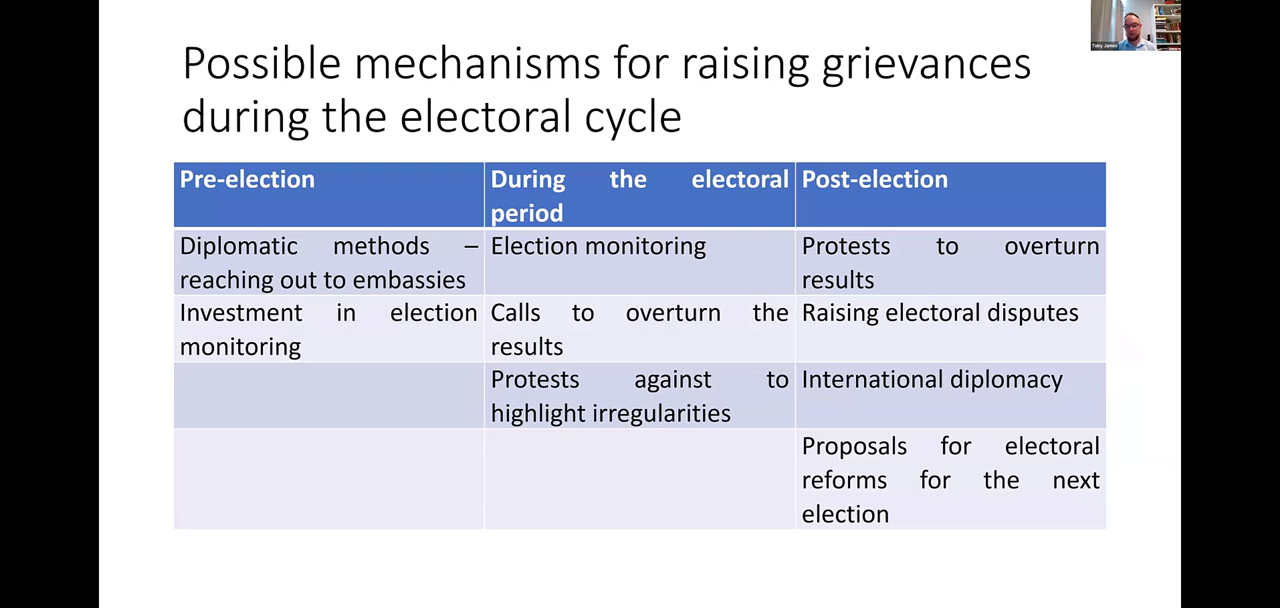 Possible mechanisms for raising grievances
during the electoral cycle
Toby James
Pre-election
During the electoral
period
Post-election
Diplomatic methods –
reaching out to embassies
Election monitoring
Protests to overturn
results
Investment in election
monitoring
Calls to overturn the
results
Raising electoral disputes
Protests against to
highlight irregularities
International diplomacy
Proposals for electoral
reforms for the next
election